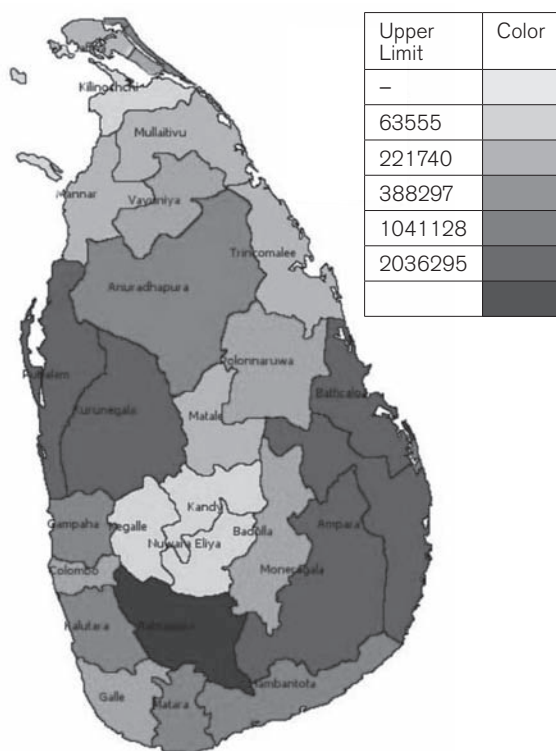 Upper Limit Color
–
63555
221740
388297
1041128
2036295
Kilinochchi
Mullaitivu
Mannar
Vavuniya
Trincomalee
Anuradhapura
Polonnaruwa
Puttalam
Batticaloa
Kurunegala
Matale
Kandy
Gampaha
Kegalle
Ampara
Badulla
Nuwara Eliya
Colombo
Moneragala
Kalutara
Ratnapura
Hambantota
Galle
Matara